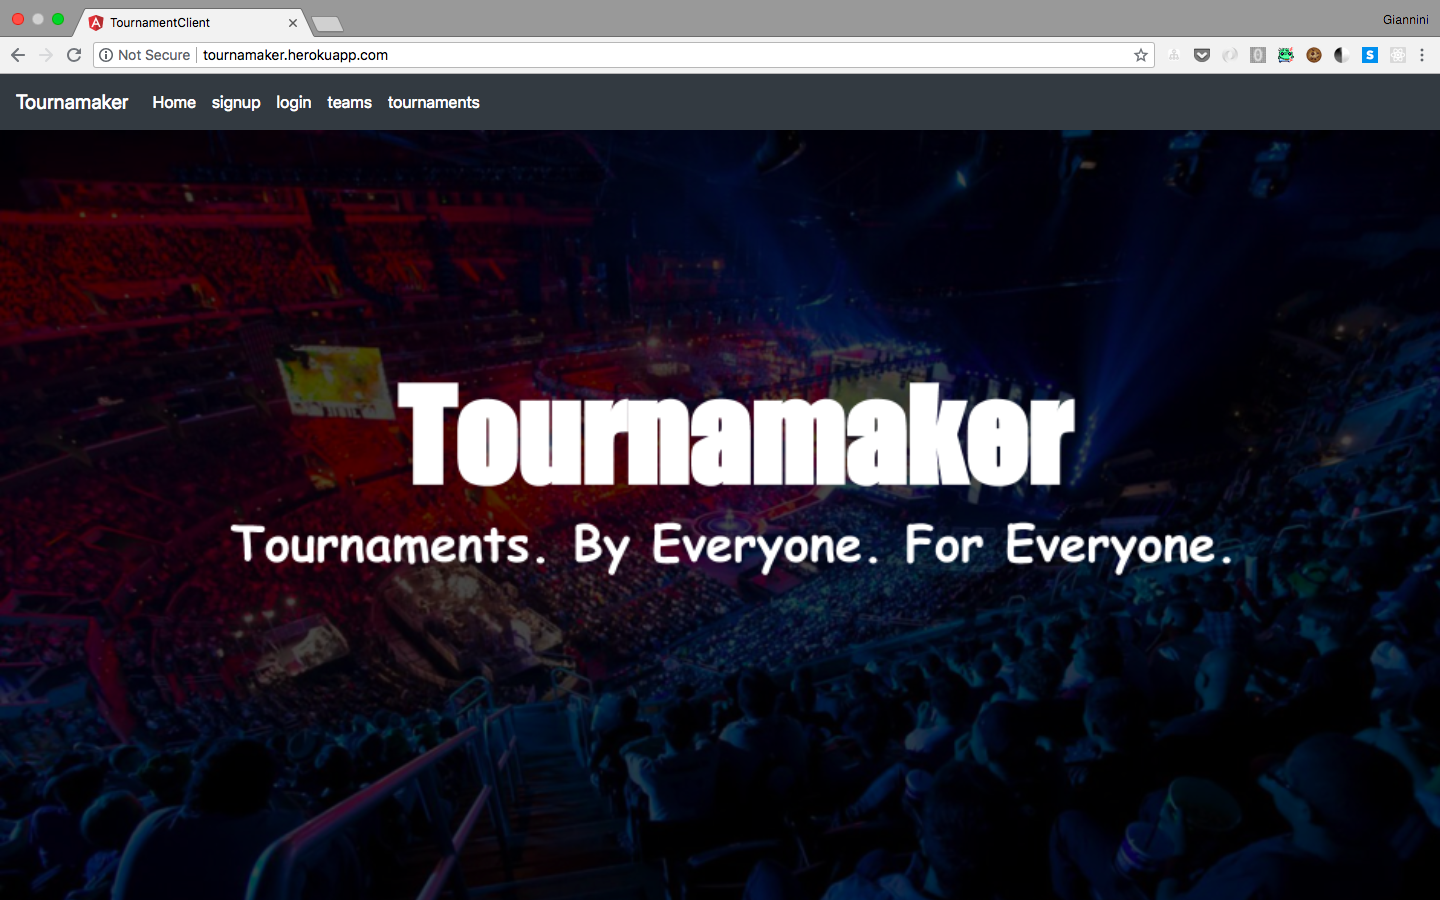 TournamentClient
Giannini
Not Secure
tournamaker.herokuapp.com
Tournamaker Home signup login teams tournaments
Tournamaker
Tournaments. By Everyone. For Everyone.